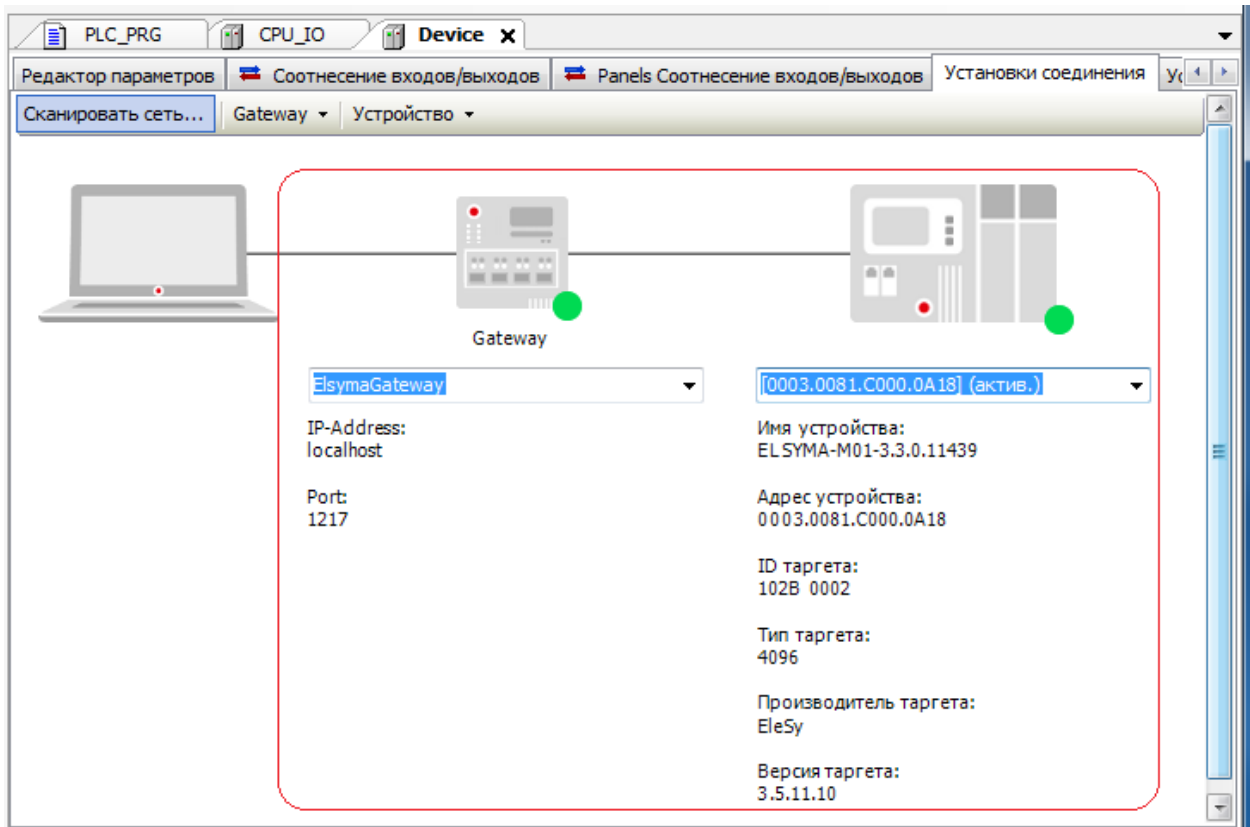 PLC_PRG CPU_IO Device
Редактор параметров Соотнесение входов/выходов Panels Соотнесение входов/выходов Установки соединения Ус
Сканировать сеть... Gateway Устройство
Gateway
ElsymaGateway [0003.0081.C000.0A18] (актив.)
IP-Address:
localhost
Port:
1217
Имя устройства:
ELSYMA-M01-3.3.0.11439
Адрес устройства:
0003.0081.C000.0A18
ID таргета:
102B 0002
Тип таргета:
4096
Производитель таргета:
EleSy
Версия таргета:
3.5.11.10